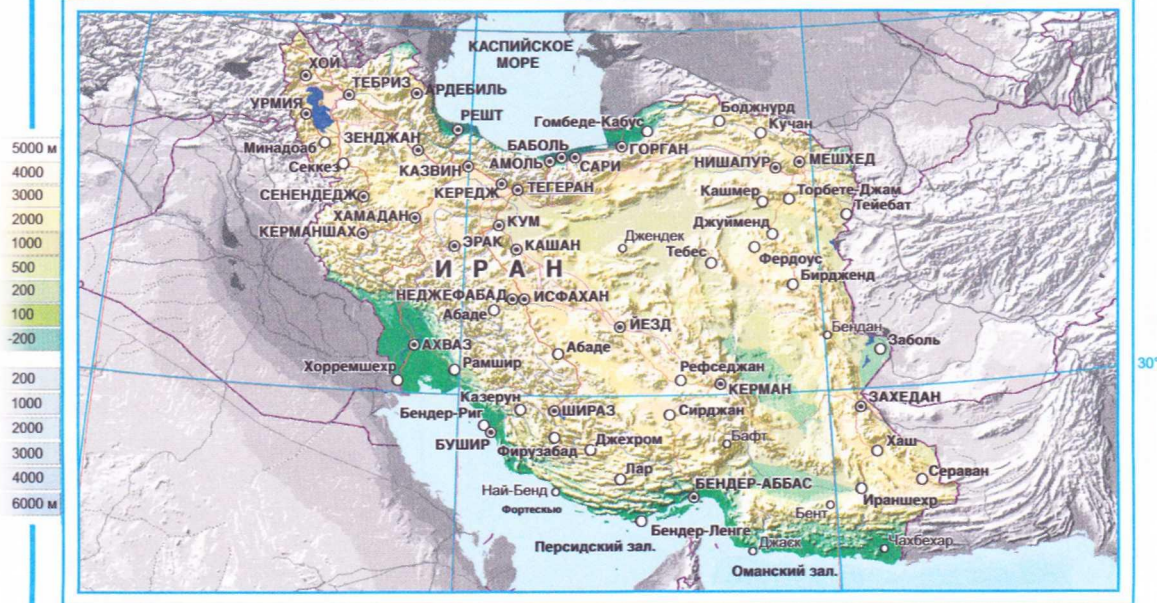 КАСПИЙСКОЕ
МОРЕ
ХОЙ
ТЕБРИЗ
АРДЕБИЛЬ
УРМИЯ
РЕШТ
Гомбеде-Кабус
Боджнурд
Кучан
Минадоаб
ЗЕНДЖАН
БАБОЛЬ
ГОРГАН
5000 м
4000
3000
2000
1000
500
200
100
-200
200
1000
2000
3000
4000
6000 м
Секкез
КАЗВИН
АМОЛЬ
САРИ
НИШАПУР
МЕШХЕД
СЕНЕНДЕДЖ
КЕРЕДЖ
ТЕГЕРАН
Кашмер
Торбете-Джам
Тейебат
ХАМАДАН
КУМ
Джуйменд
КЕРМАНШАХ
ЭРАК
КАШАН
Джендек
Тебес
Фердоус
ИРАН
Бирдженд
НЕДЖЕФАБАД
ИСФАХАН
Абаде
ЙЕЗД
Бендан
Заболь
АХВАЗ
Абаде
30°
Хорремшехр
Рамшир
Рефседжан
КЕРМАН
Казерун
ЗАХЕДАН
Бендер-Риг
ШИРАЗ
Сирджан
БУШИР
Фирузабад
Джехром
Бафт
Хаш
Лар
Сераван
Най-Бенд
БЕНДЕР-АББАС
Фортескью
Ираншехр
Бент
Бендер-Ленге
Персидский зал.
Джаск
Чахбехар
Оманский зал.